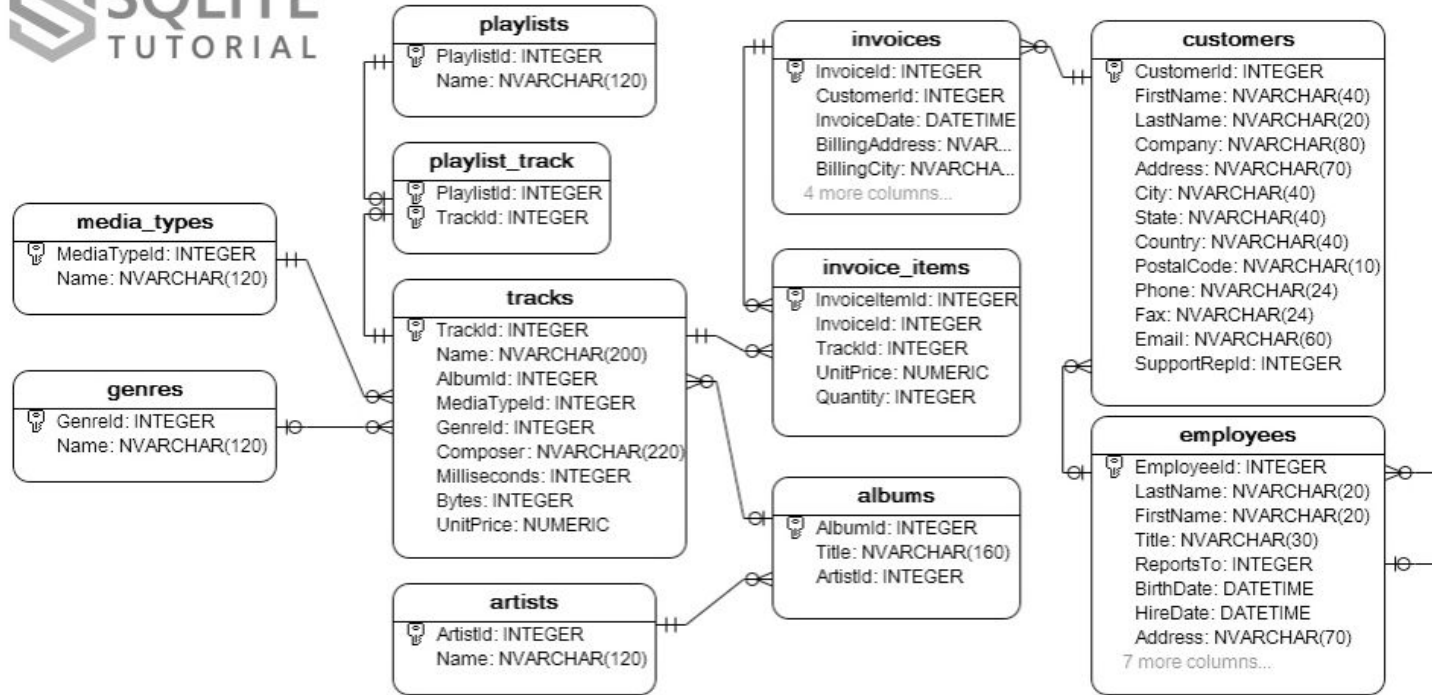 SQLITE
TUTORIAL
playlists
PlaylistId: INTEGER
Name: NVARCHAR(120)
playlist_track
PlaylistId: INTEGER
TrackId: INTEGER
media_types
MediaTypeId: INTEGER
Name: NVARCHAR(120)
genres
GenreId: INTEGER
Name: NVARCHAR(120)
tracks
TrackId: INTEGER
Name: NVARCHAR(200)
AlbumId: INTEGER
MediaTypeId: INTEGER
GenreId: INTEGER
Composer: NVARCHAR(220)
Milliseconds: INTEGER
Bytes: INTEGER
UnitPrice: NUMERIC
artists
ArtistId: INTEGER
Name: NVARCHAR(120)
invoices
InvoiceId: INTEGER
CustomerId: INTEGER
InvoiceDate: DATETIME
BillingAddress: NVAR...
BillingCity: NVARCHA...
4 more columns...
invoice_items
InvoiceItemId: INTEGER
InvoiceId: INTEGER
TrackId: INTEGER
UnitPrice: NUMERIC
Quantity: INTEGER
albums
AlbumId: INTEGER
Title: NVARCHAR(160)
ArtistId: INTEGER
customers
CustomerId: INTEGER
FirstName: NVARCHAR(40)
LastName: NVARCHAR(20)
Company: NVARCHAR(80)
Address: NVARCHAR(70)
City: NVARCHAR(40)
State: NVARCHAR(40)
Country: NVARCHAR(40)
PostalCode: NVARCHAR(10)
Phone: NVARCHAR(24)
Fax: NVARCHAR(24)
Email: NVARCHAR(60)
SupportRepId: INTEGER
employees
EmployeeId: INTEGER
LastName: NVARCHAR(20)
FirstName: NVARCHAR(20)
Title: NVARCHAR(30)
ReportsTo: INTEGER
BirthDate: DATETIME
HireDate: DATETIME
Address: NVARCHAR(70)
7 more columns...